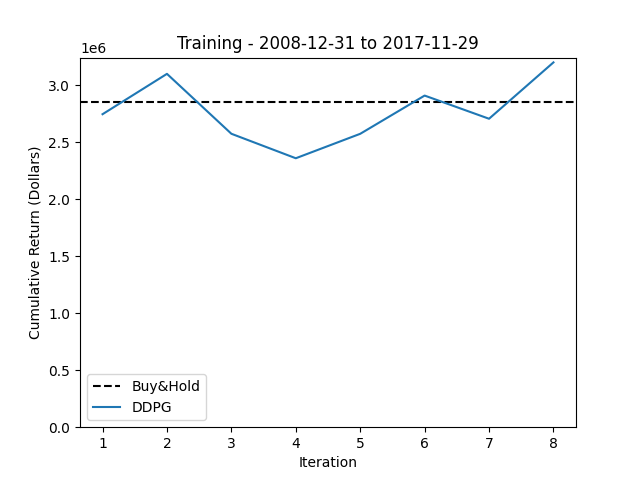 Training - 2008-12-31 to 2017-11-29
1e6
3.0
2.5
2.0
1.5
1.0
0.5
0.0
Cumulative Return (Dollars)
Buy&Hold
DDPG
1 2 3 4 5 6 7 8
Iteration